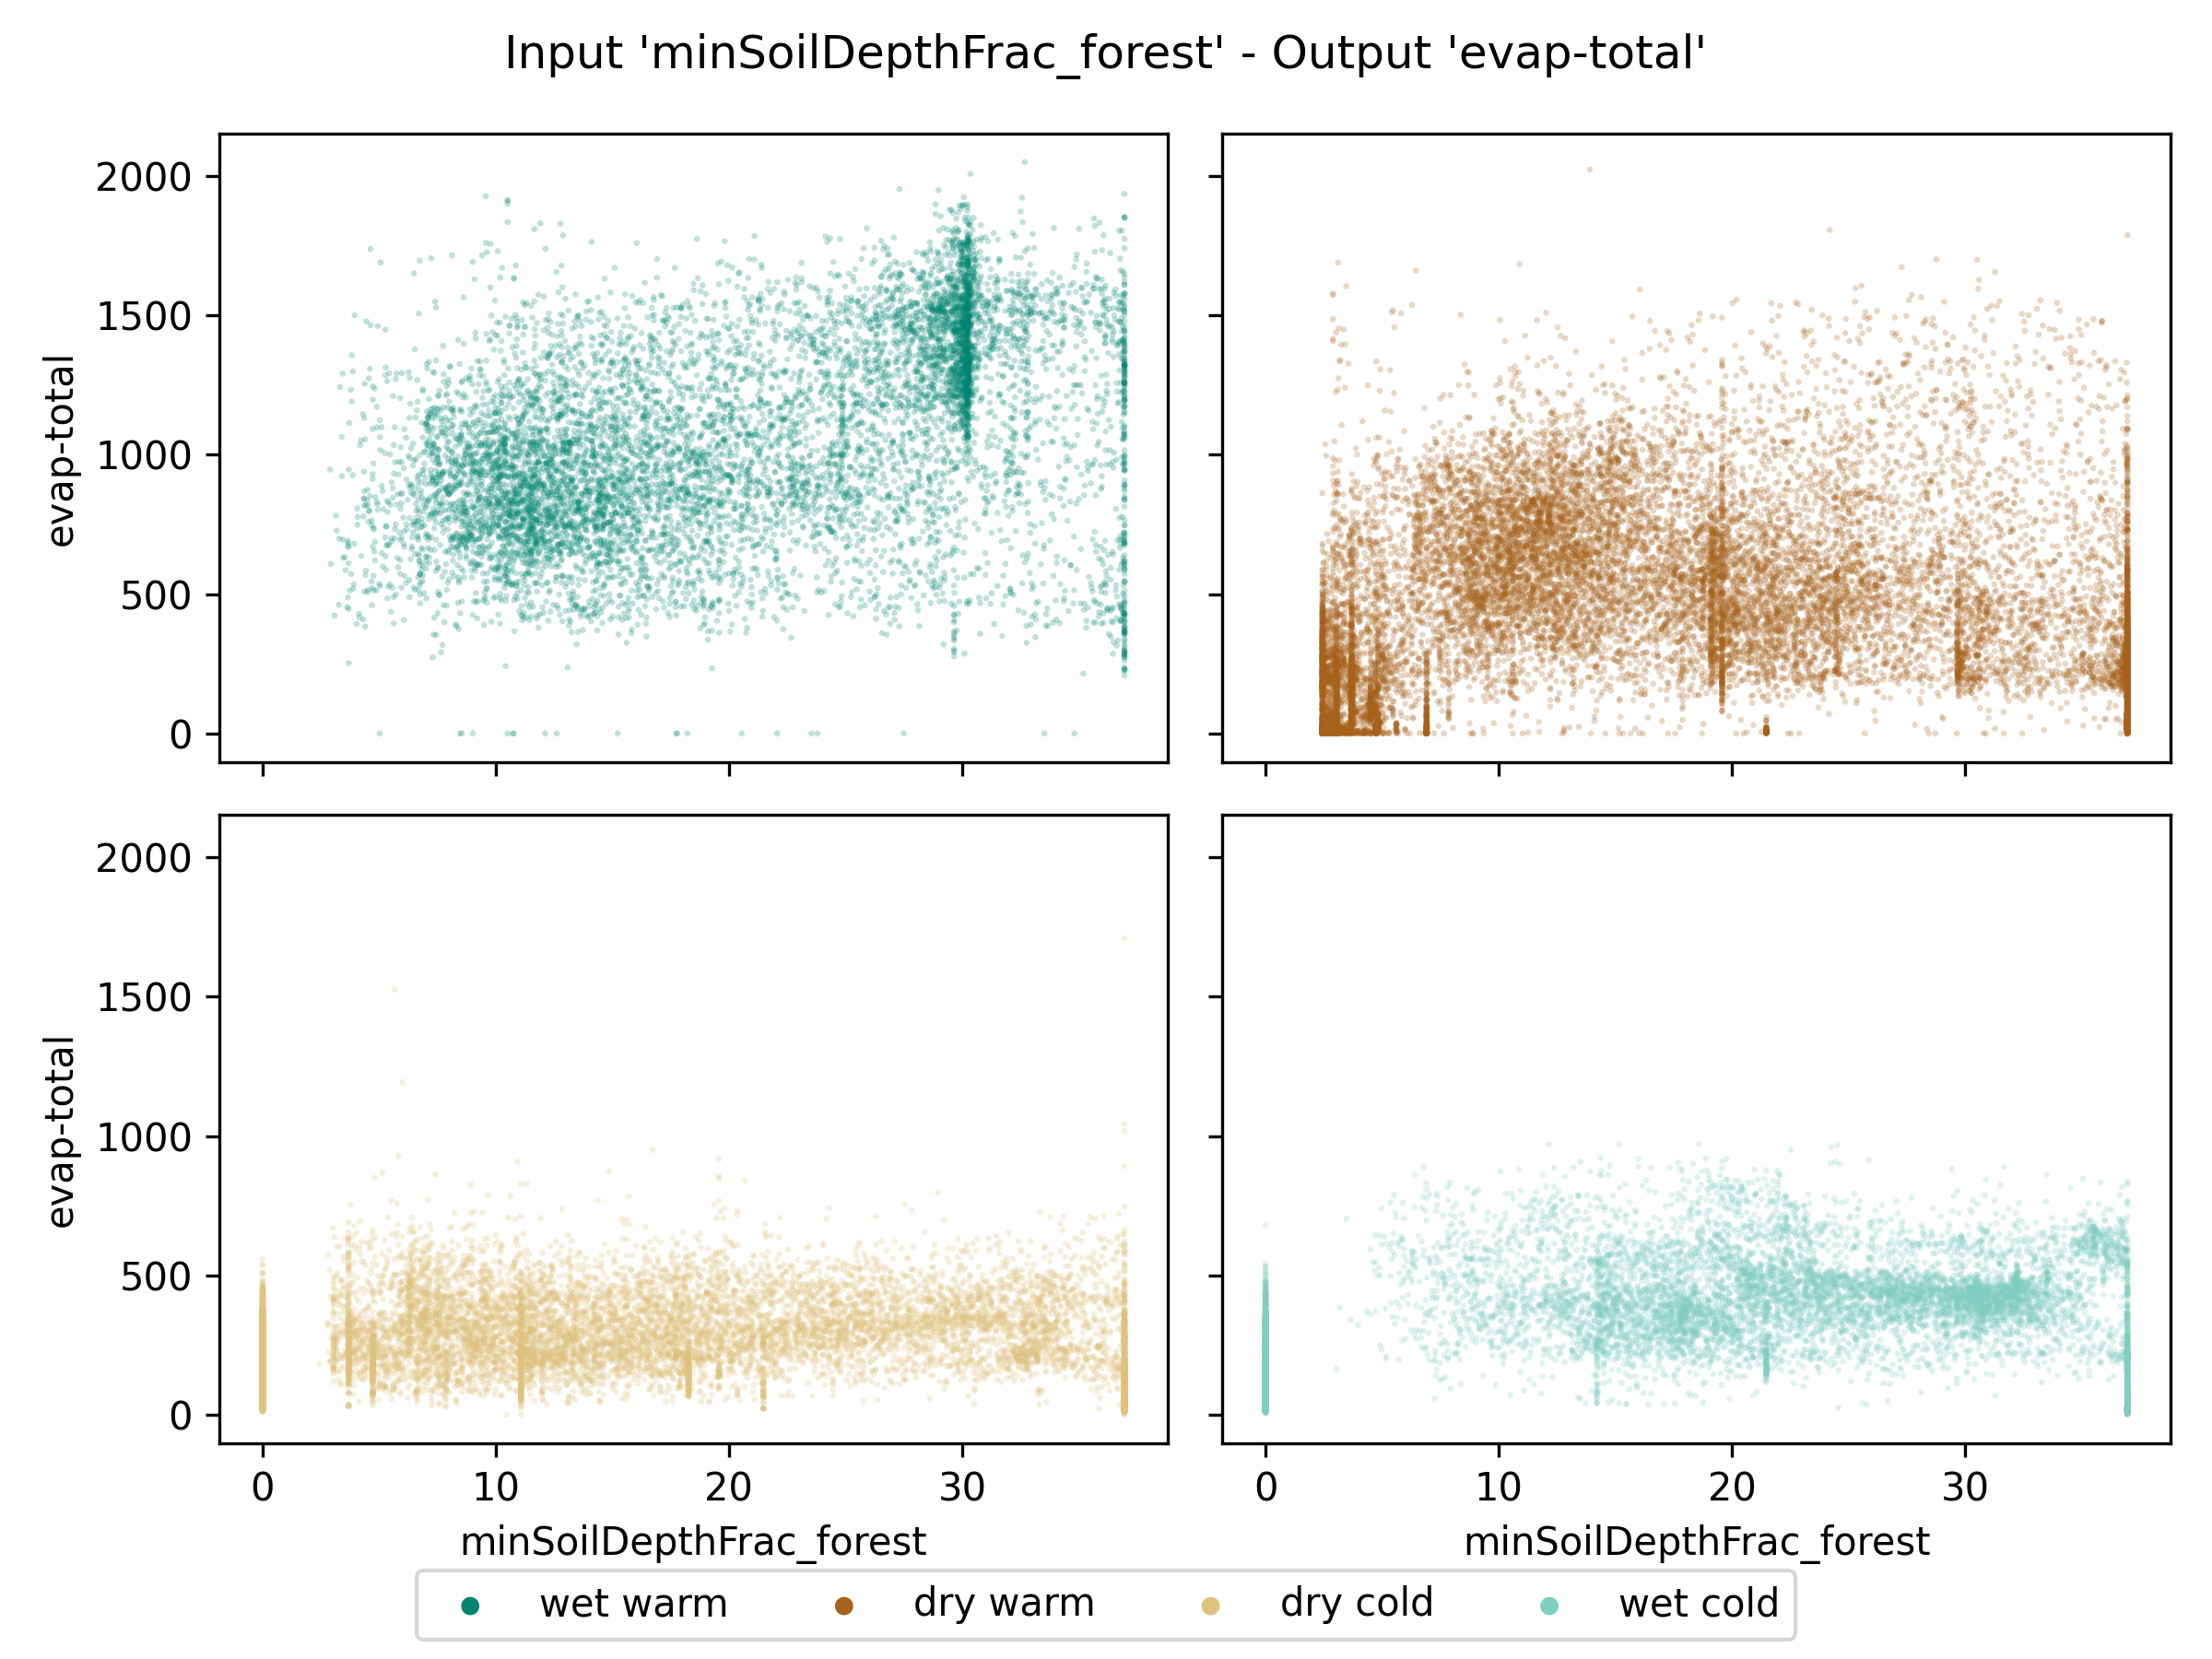 Input 'minSoilDepthFrac_forest' - Output 'evap-total'
2000
1500
1000
500
0
evap-total
2000
1500
1000
500
0
evap-total
0 10 20 30
0 10 20 30
minSoilDepthFrac_forest
minSoilDepthFrac_forest
wet warm dry warm dry cold wet cold